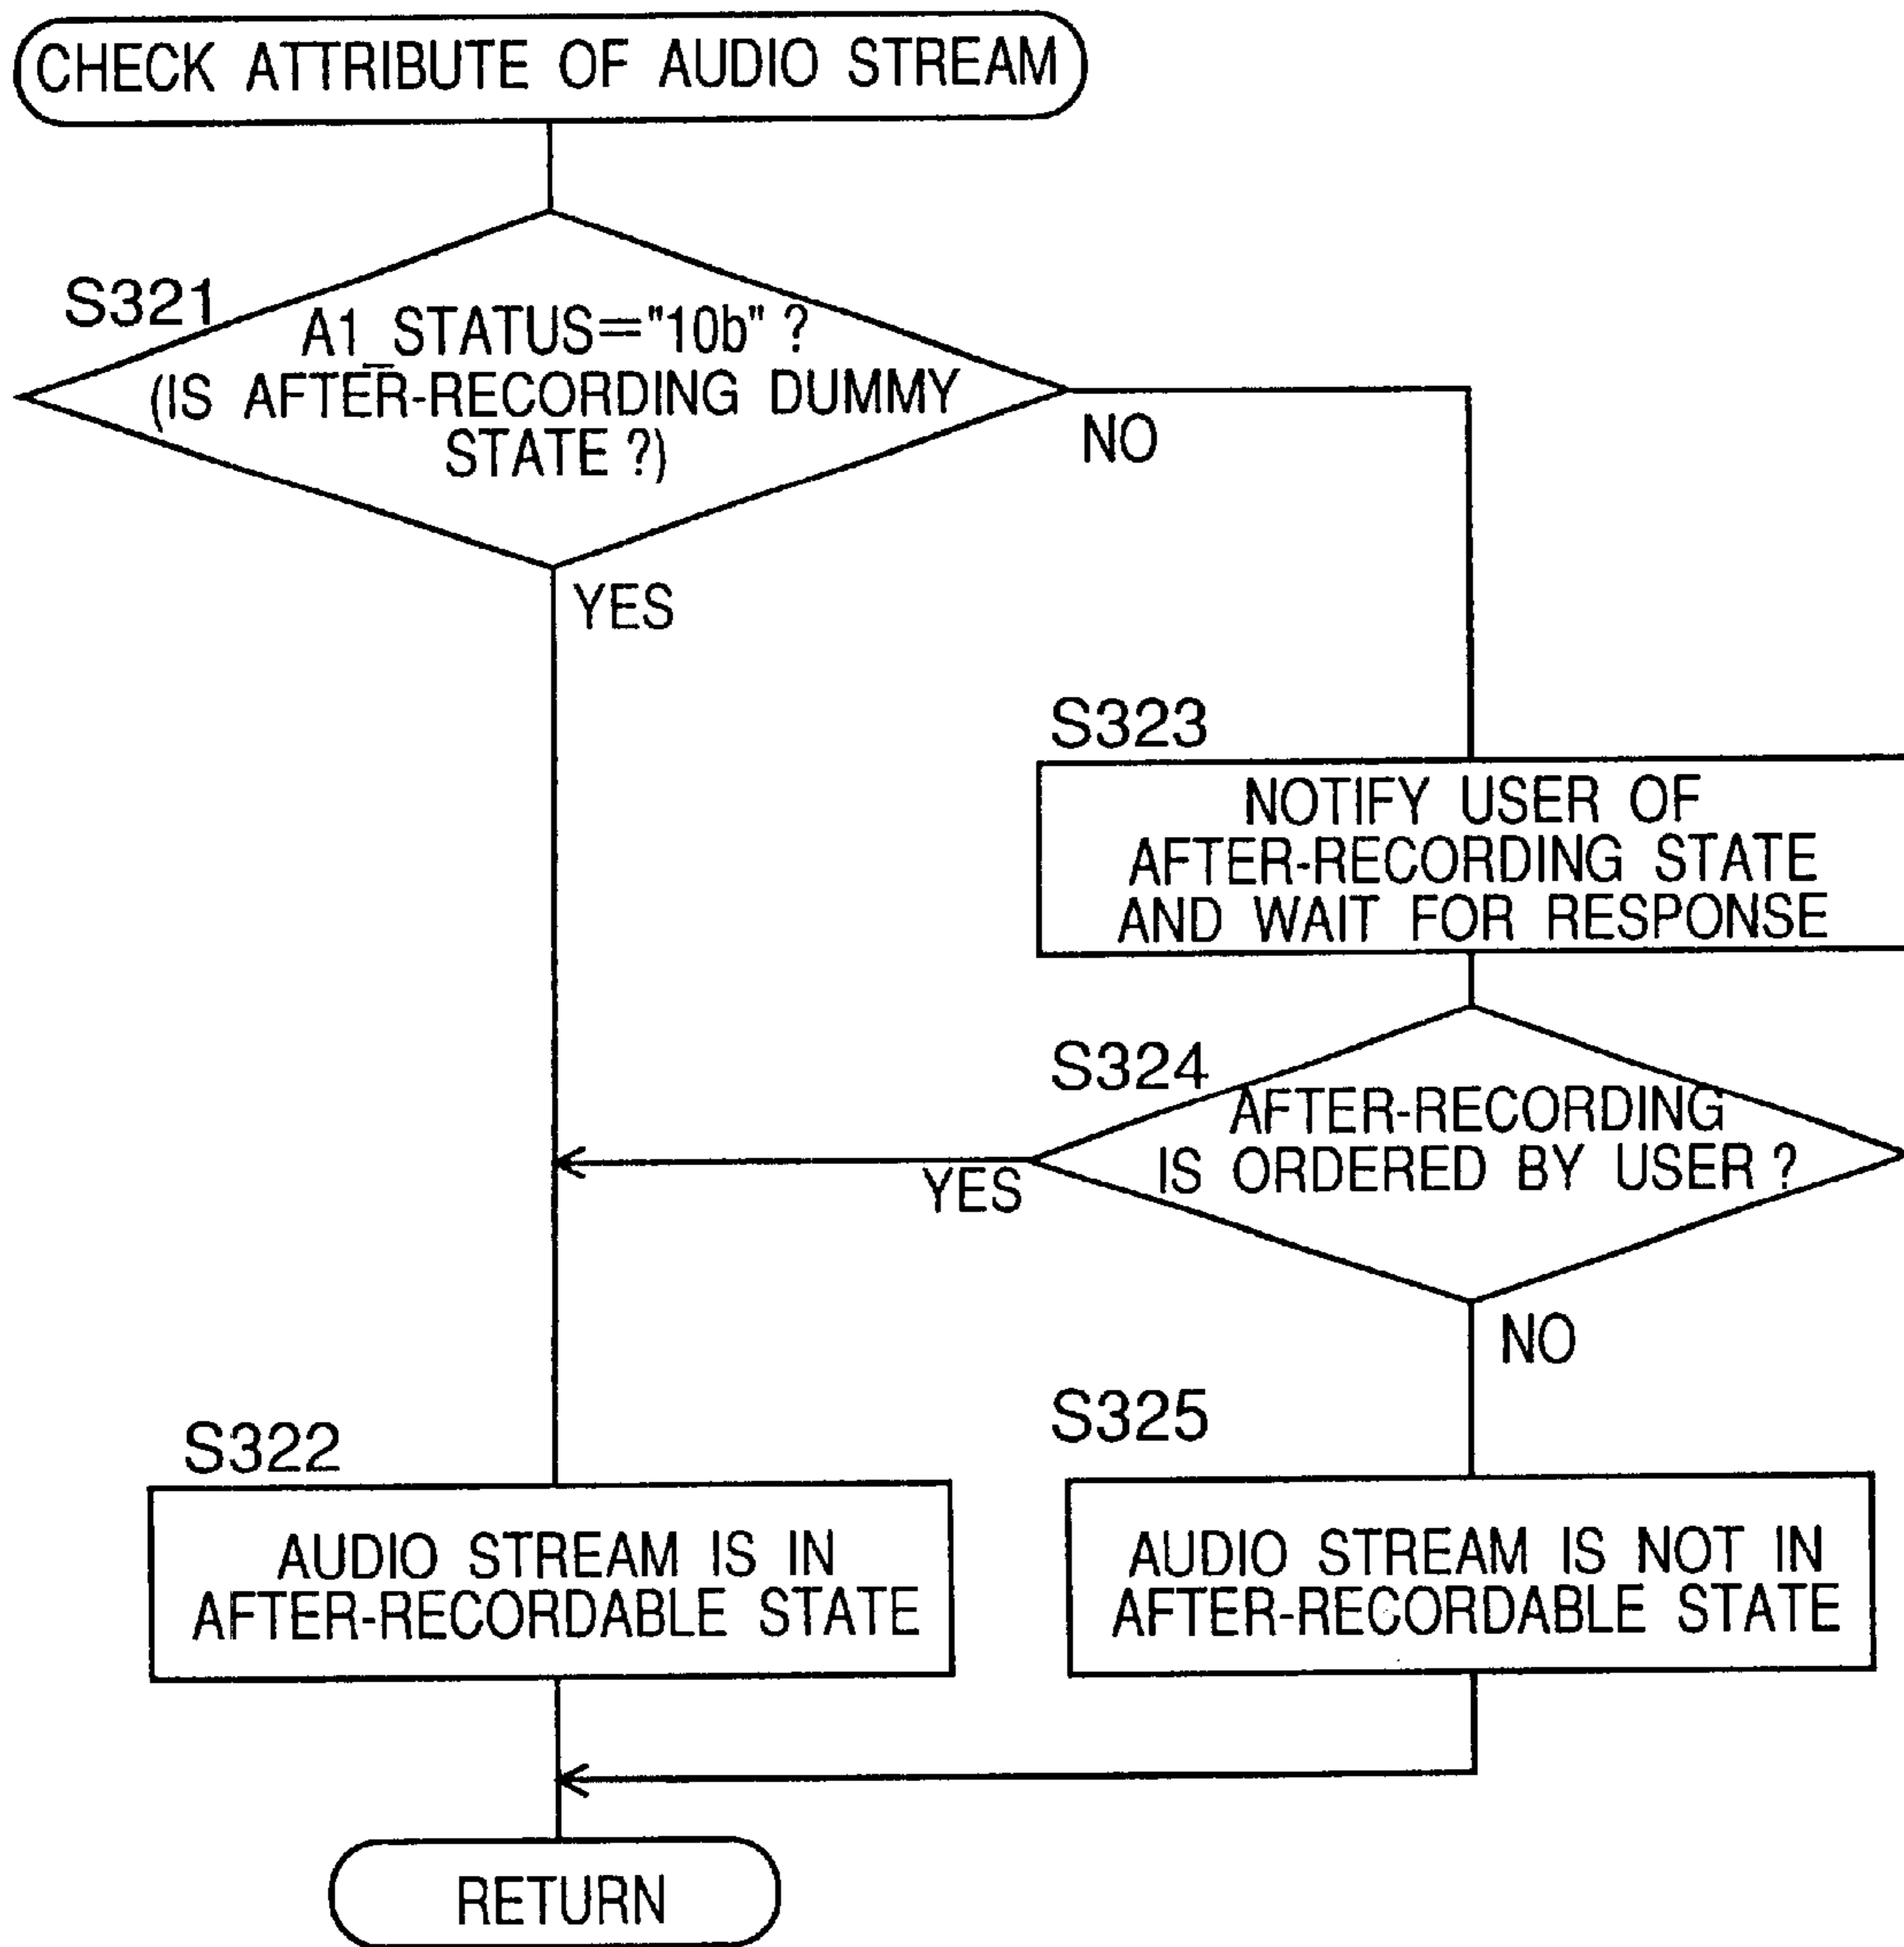 CHECK ATTRIBUTE OF AUDIO STREAM
S321
A1_STATUS="10b" ?
(IS AFTER-RECORDING DUMMY
STATE ?)
NO
YES
S323
NOTIFY USER OF
AFTER-RECORDING STATE
AND WAIT FOR RESPONSE
S324
AFTER-RECORDING
IS ORDERED BY USER ?
YES
NO
S322
AUDIO STREAM IS IN
AFTER-RECORDABLE STATE
S325
AUDIO STREAM IS NOT IN
AFTER-RECORDABLE STATE
RETURN